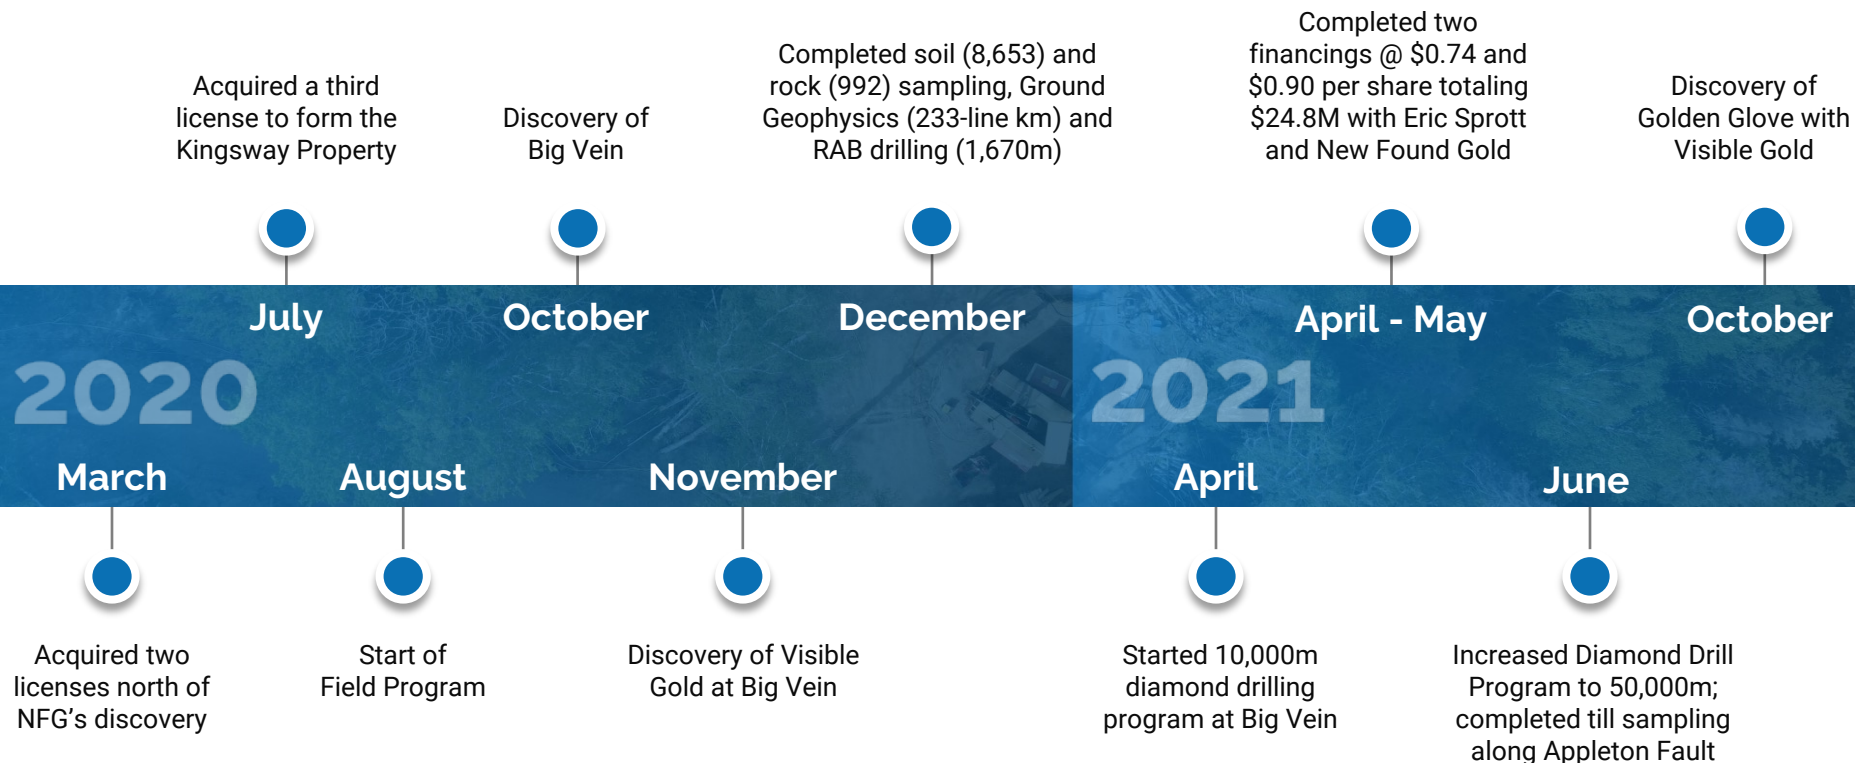 Acquired a third
license to form the
Kingsway Property
Discovery of
Big Vein
Completed soil (8,653) and
rock (992) sampling, Ground
Geophysics (233-line km) and
RAB drilling (1,670m)
Completed two
financings @ $0.74 and
$0.90 per share totaling
$24.8M with Eric Sprott
and New Found Gold
Discovery of
Golden Glove with
Visible Gold
July
October
December
April - May
October
2020
2021
March
August
November
April
June
Acquired two
licenses north of
NFG’s discovery
Start of
Field Program
Discovery of Visible
Gold at Big Vein
Started 10,000m
diamond drilling
program at Big Vein
Increased Diamond Drill
Program to 50,000m;
completed till sampling
along Appleton Fault